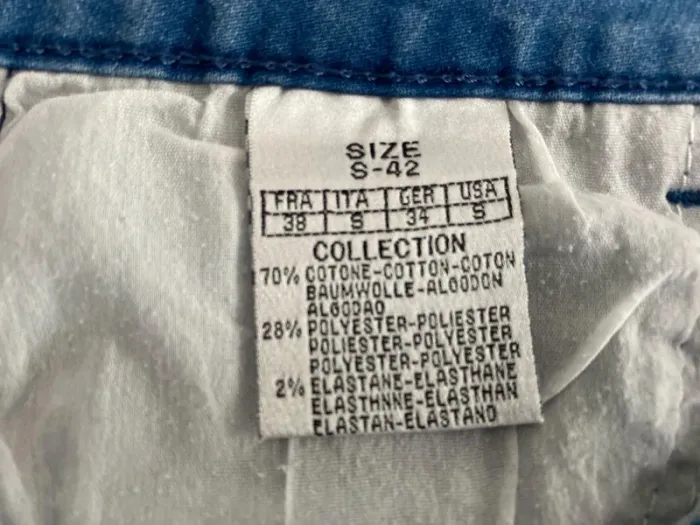 SIZE
S-42
FRA ITA GER USA
38 S 34 S
COLLECTION
70% COTONE-COTTON-COTON
BAUMWOLLE-ALGODON
ALGODAO
28% POLYESTER-POLIESTER
POLIESTER-POLYESTER
POLYESTER-POLYESTER
2% ELASTANE-ELASTHANE
ELASTHNNE-ELASTHAN
ELASTAN-ELASTANO